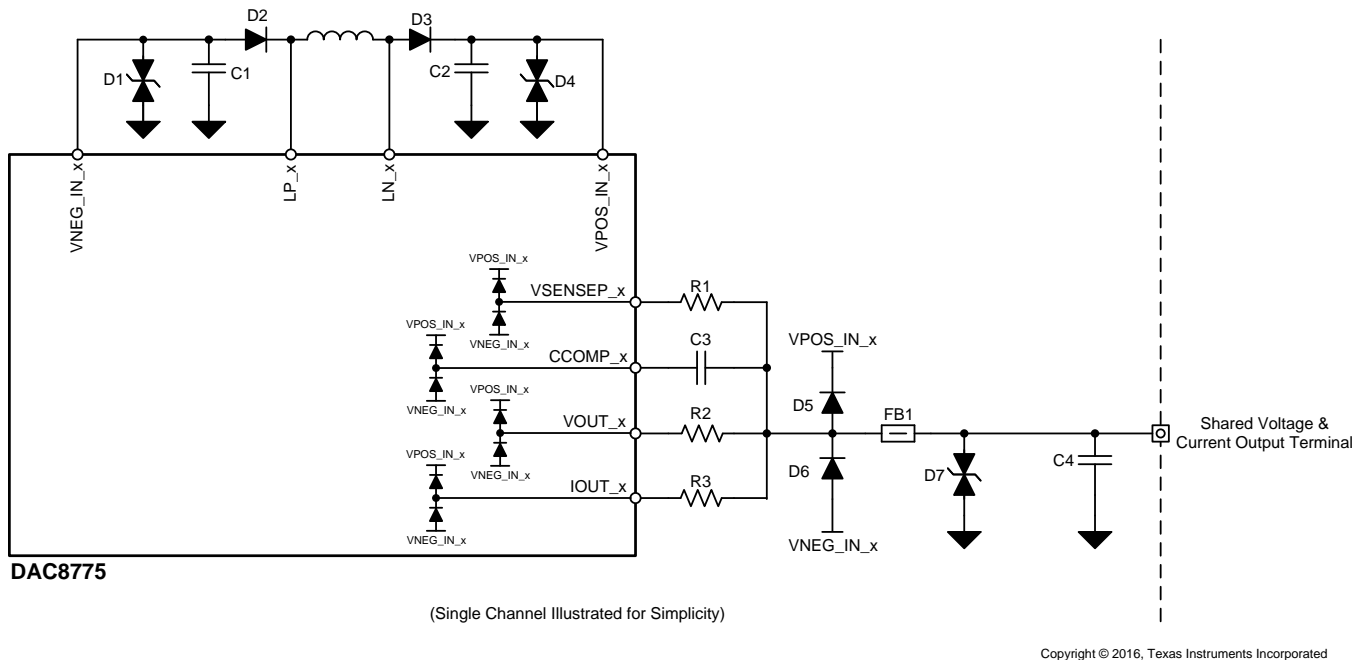 D2
D3
D1
C1
C2
D4
VNEG_IN_x
LP_x
LN_x
VPOS_IN_x
VPOS_IN_x
VSENSEP_x
R1
VNEG_IN_x
VPOS_IN_x
CCOMP_x
C3
VNEG_IN_x
VPOS_IN_x
VOUT_x
R2
VNEG_IN_x
VPOS_IN_x
IOUT_x
R3
VNEG_IN_x
VPOS_IN_x
D5
FB1
D6
VNEG_IN_x
D7
C4
Shared Voltage &
Current Output Terminal
DAC8775
(Single Channel Illustrated for Simplicity)
Copyright © 2016, Texas Instruments Incorporated